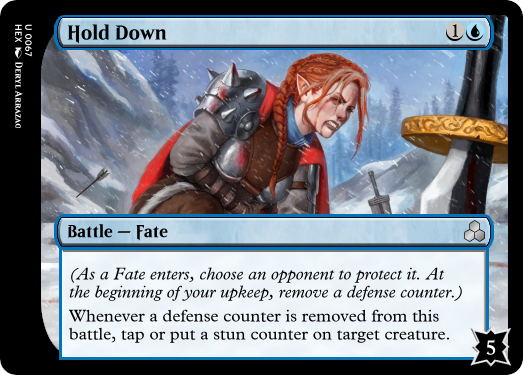 Hold Down
1
U 0067
HEX DERYL ARRAZAO
Battle — Fate
(As a Fate enters, choose an opponent to protect it. At
the beginning of your upkeep, remove a defense counter.)
Whenever a defense counter is removed from this
battle, tap or put a stun counter on target creature.
5